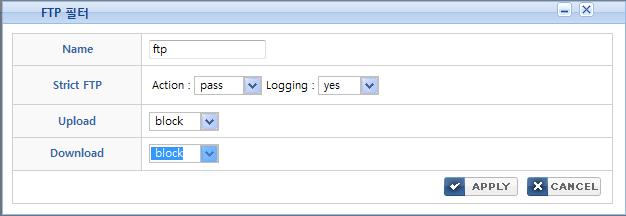 FTP 필터
Name ftp
Strict FTP Action : pass Logging : yes
Upload block
Download block
APPLY CANCEL